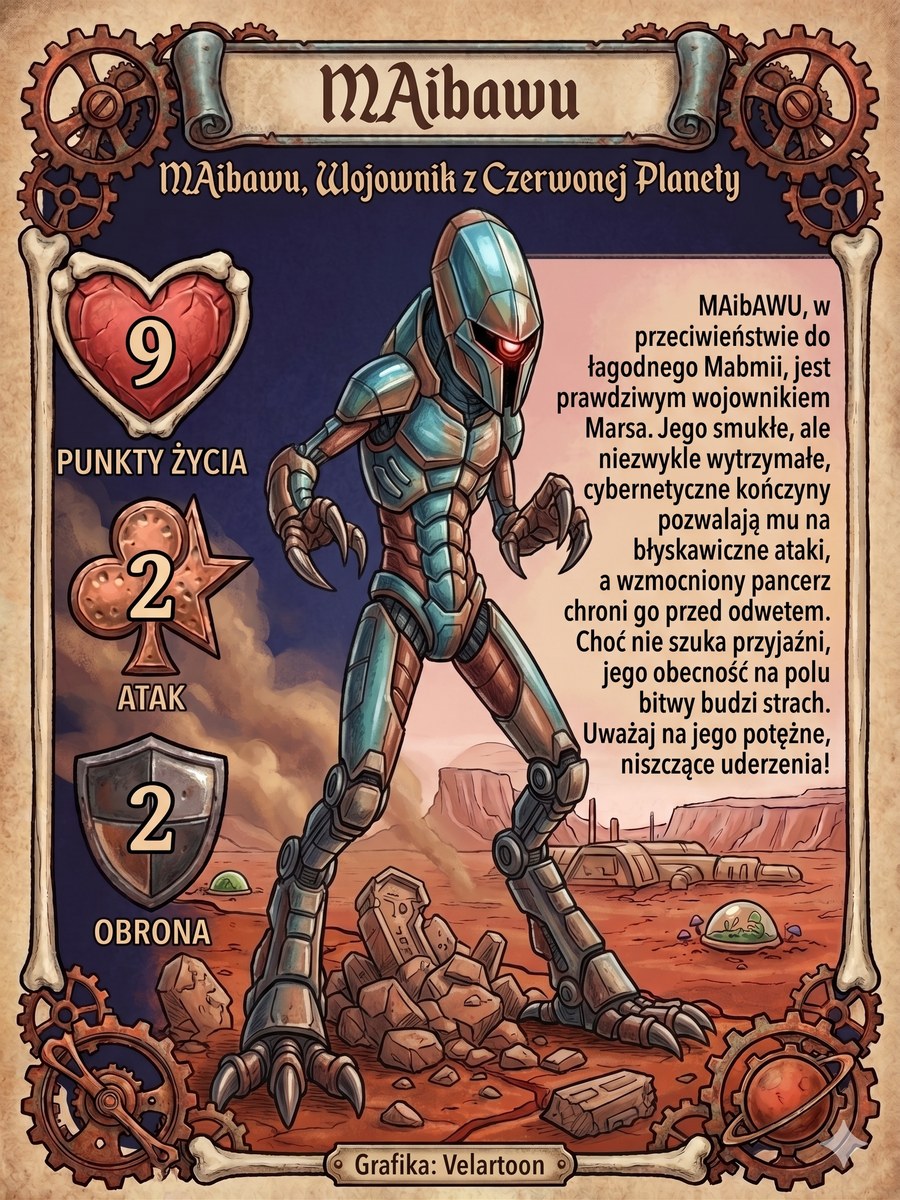 MAibawu
MAibawu, Wojownik z Czerwonej Planety
9
PUNKTY ŻYCIA
2
ATAK
2
OBRONA
MAibAWU, w
przeciwieństwie do
łagodnego Mabmii, jest
prawdziwym wojownikiem
Marsa. Jego smukłe, ale
niezwykle wytrzymałe,
cybernetyczne kończyny
pozwalają mu na
błyskawiczne ataki,
a wzmocniony pancerz
chroni go przed odwetem.
Choć nie szuka przyjaźni,
jego obecność na polu
bitwy budzi strach.
Uważaj na jego potężne,
niszczące uderzenia!
Grafika: Velartoon